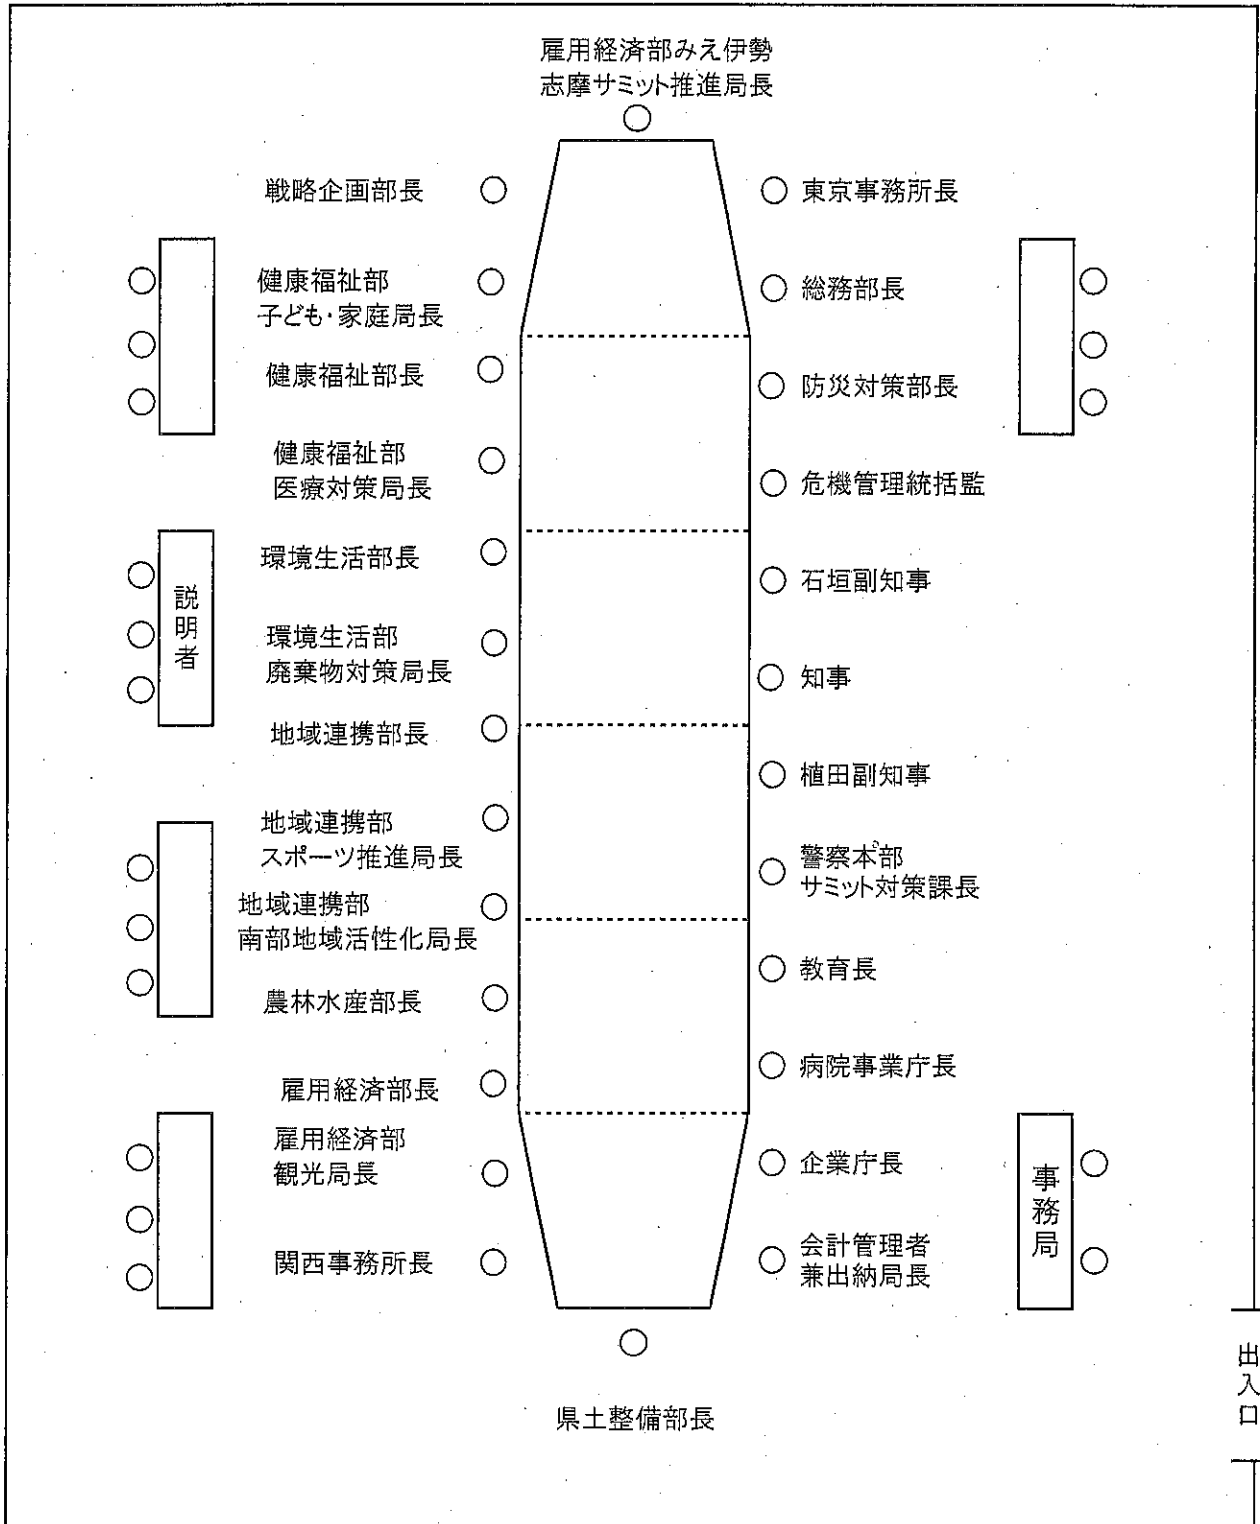 雇用経済部みえ伊勢
志摩サミット推進局長
戦略企画部長
健康福祉部
子ども・家庭局長
健康福祉部長
健康福祉部
医療対策局長
環境生活部長
環境生活部
廃棄物対策局長
地域連携部長
地域連携部
スポーツ推進局長
地域連携部
南部地域活性化局長
農林水産部長
雇用経済部長
雇用経済部
観光局長
関西事務所長
東京事務所長
総務部長
防災対策部長
危機管理統括監
石垣副知事
知事
植田副知事
警察本部
サミット対策課長
教育長
病院事業庁長
企業庁長
会計管理者
兼出納局長
県土整備部長
説明者
事務局
出入口